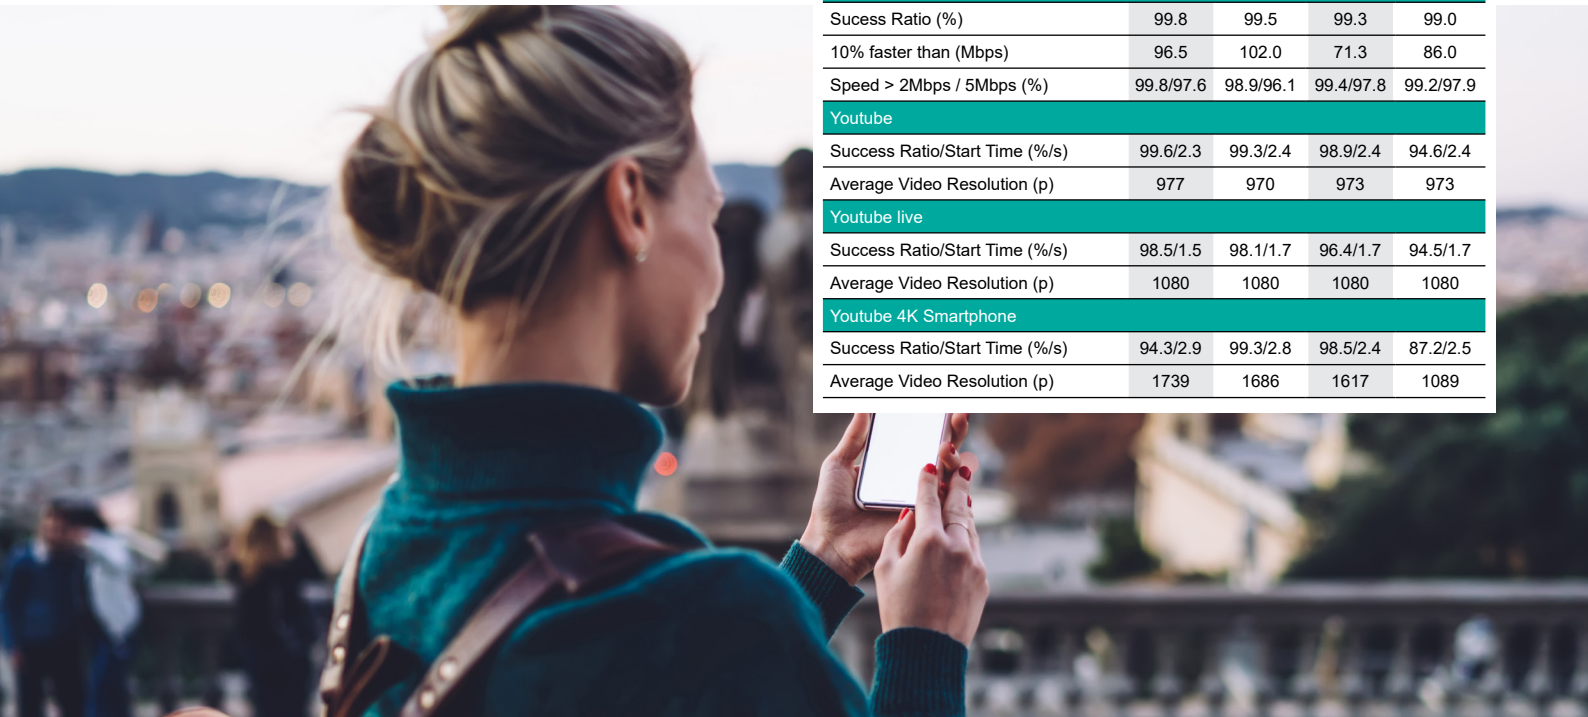 Sucess Ratio (%) 99.8 99.5 99.3 99.0
10% faster than (Mbps) 96.5 102.0 71.3 86.0
Speed > 2Mbps / 5Mbps (%) 99.8/97.6 98.9/96.1 99.4/97.8 99.2/97.9
Youtube
Success Ratio/Start Time (%/s) 99.6/2.3 99.3/2.4 98.9/2.4 94.6/2.4
Average Video Resolution (p) 977 970 973 973
Youtube live
Success Ratio/Start Time (%/s) 98.5/1.5 98.1/1.7 96.4/1.7 94.5/1.7
Average Video Resolution (p) 1080 1080 1080 1080
Youtube 4K Smartphone
Success Ratio/Start Time (%/s) 94.3/2.9 99.3/2.8 98.5/2.4 87.2/2.5
Average Video Resolution (p) 1739 1686 1617 1089